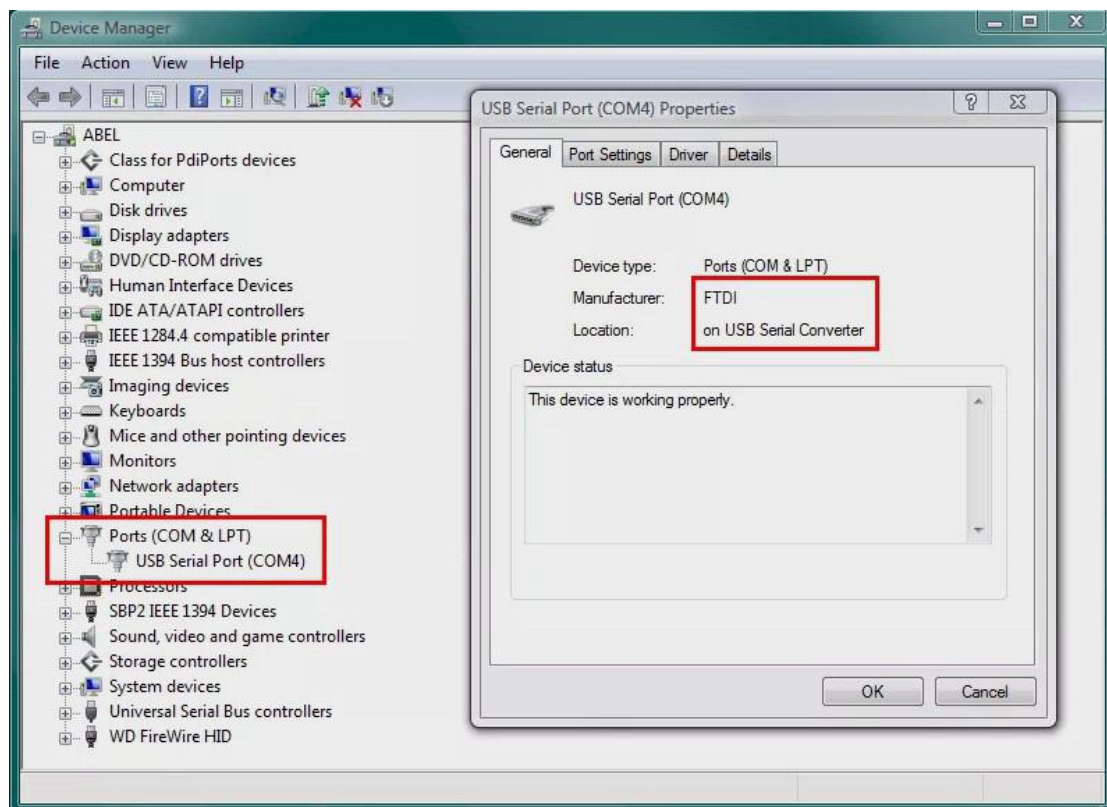 Device Manager
File Action View Help
ABEL
Class for PdiPorts devices
Computer
Disk drives
Display adapters
DVD/CD-ROM drives
Human Interface Devices
IDE ATA/ATAPI controllers
IEEE 1284.4 compatible printer
IEEE 1394 Bus host controllers
Imaging devices
Keyboards
Mice and other pointing devices
Monitors
Network adapters
Portable Devices
Ports (COM & LPT)
USB Serial Port (COM4)
Processors
SBP2 IEEE 1394 Devices
Sound, video and game controllers
Storage controllers
System devices
Universal Serial Bus controllers
WD FireWire HID
USB Serial Port (COM4) Properties
General Port Settings Driver Details
USB Serial Port (COM4)
Device type: Ports (COM & LPT)
Manufacturer: FTDI
Location: on USB Serial Converter
Device status
This device is working properly.
OK Cancel